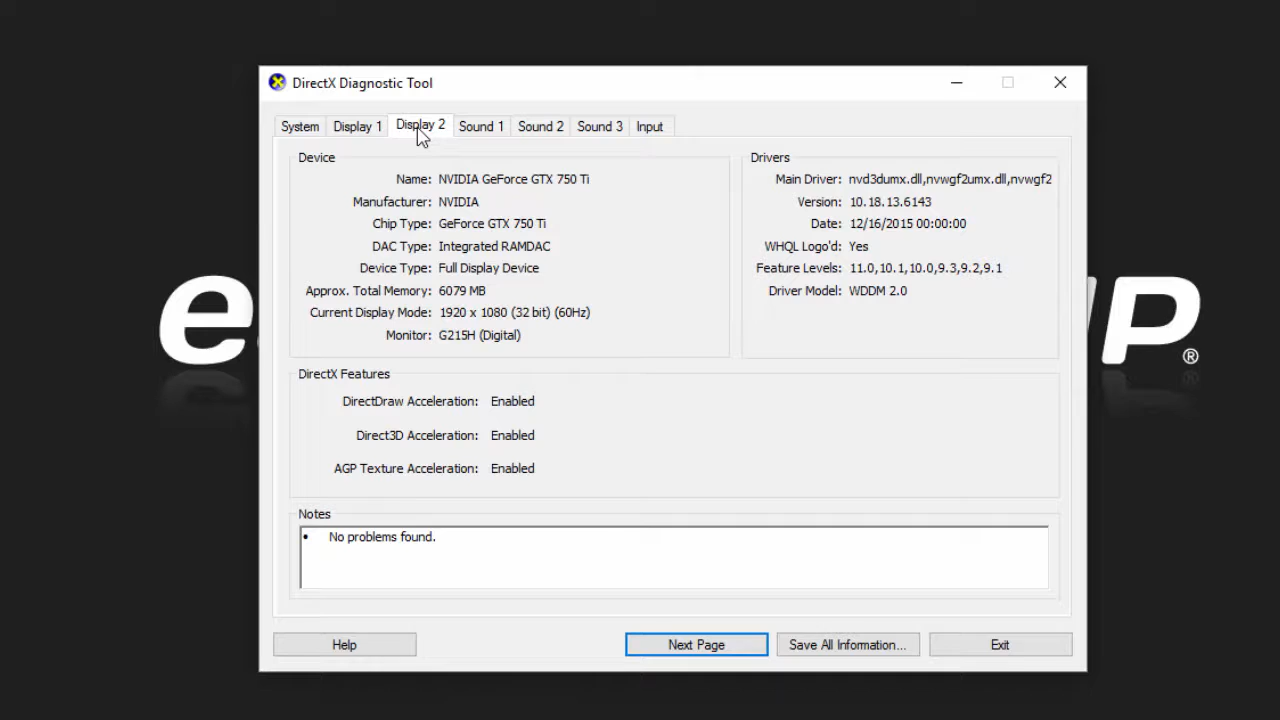 DirectX Diagnostic Tool
System Display 1 Display 2 Sound 1 Sound 2 Sound 3 Input
Device
Name: NVIDIA GeForce GTX 750 Ti
Manufacturer: NVIDIA
Chip Type: GeForce GTX 750 Ti
DAC Type: Integrated RAMDAC
Device Type: Full Display Device
Approx. Total Memory: 6079 MB
Current Display Mode: 1920 x 1080 (32 bit) (60Hz)
Monitor: G215H (Digital)
Drivers
Main Driver: nvd3dumx.dll,nvwgf2umx.dll,nvwgf2
Version: 10.18.13.6143
Date: 12/16/2015 00:00:00
WHQL Logo'd: Yes
Feature Levels: 11.0,10.1,10.0,9.3,9.2,9.1
Driver Model: WDDM 2.0
DirectX Features
DirectDraw Acceleration: Enabled
Direct3D Acceleration: Enabled
AGP Texture Acceleration: Enabled
Notes
• No problems found.
Help Next Page Save All Information... Exit